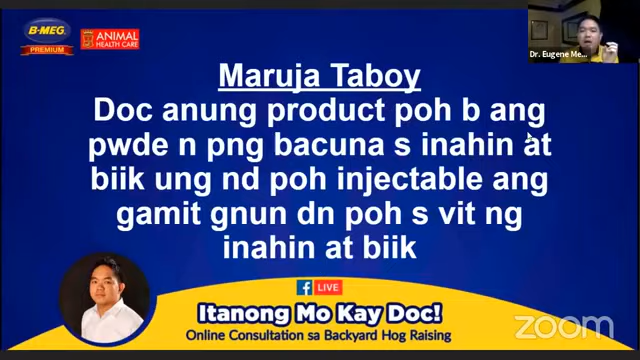 B-MEG
PREMIUM
ANIMAL
HEALTH CARE
Dr. Eugene Me...
Maruja Taboy
Doc anung product poh b ang
pwde n png bacuna s inahin at
biik ung nd poh injectable ang
gamit gnun dn poh s vit ng
inahin at biik
f LIVE
Itanong Mo Kay Doc!
Online Consultation sa Backyard Hog Raising
zoom